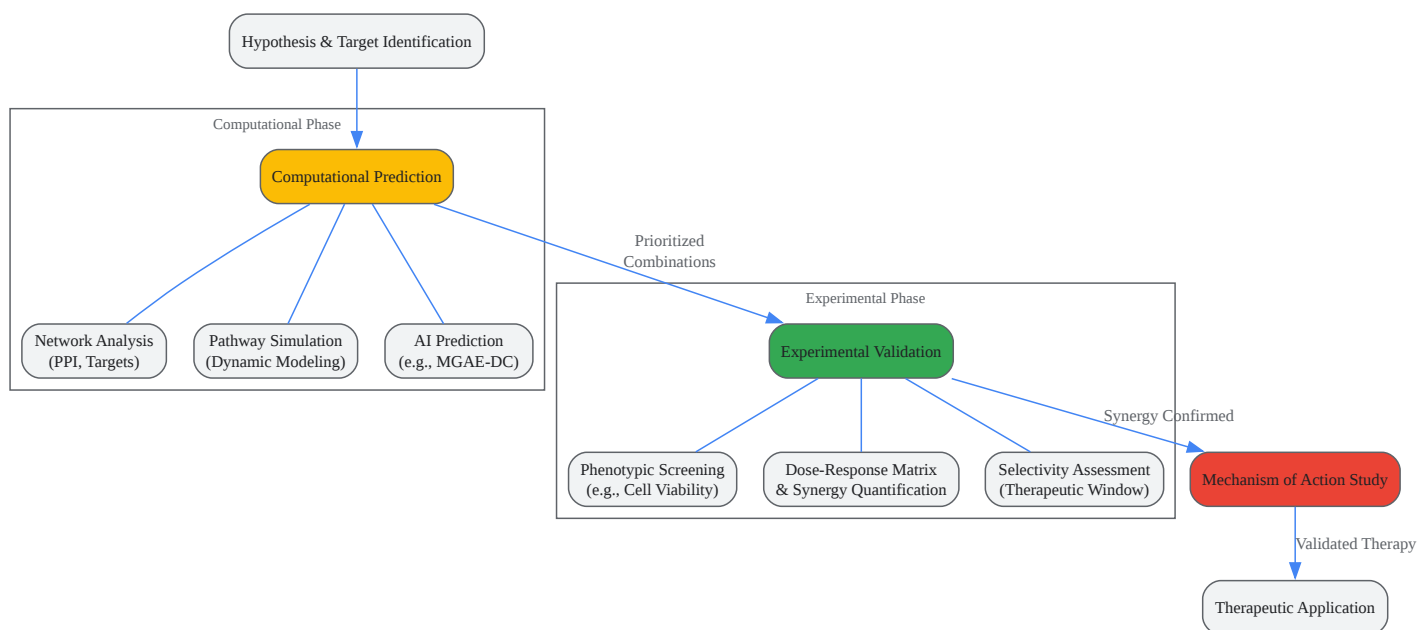 Hypothesis & Target Identification
Computational Phase
Computational Prediction
Prioritized
Combinations
Network Analysis
(PPI, Targets)
Pathway Simulation
(Dynamic Modeling)
AI Prediction
(e.g., MGAE-DC)
Experimental Phase
Experimental Validation
Synergy Confirmed
Phenotypic Screening
(e.g., Cell Viability)
Dose-Response Matrix
& Synergy Quantification
Selectivity Assessment
(Therapeutic Window)
Mechanism of Action Study
Validated Therapy
Therapeutic Application